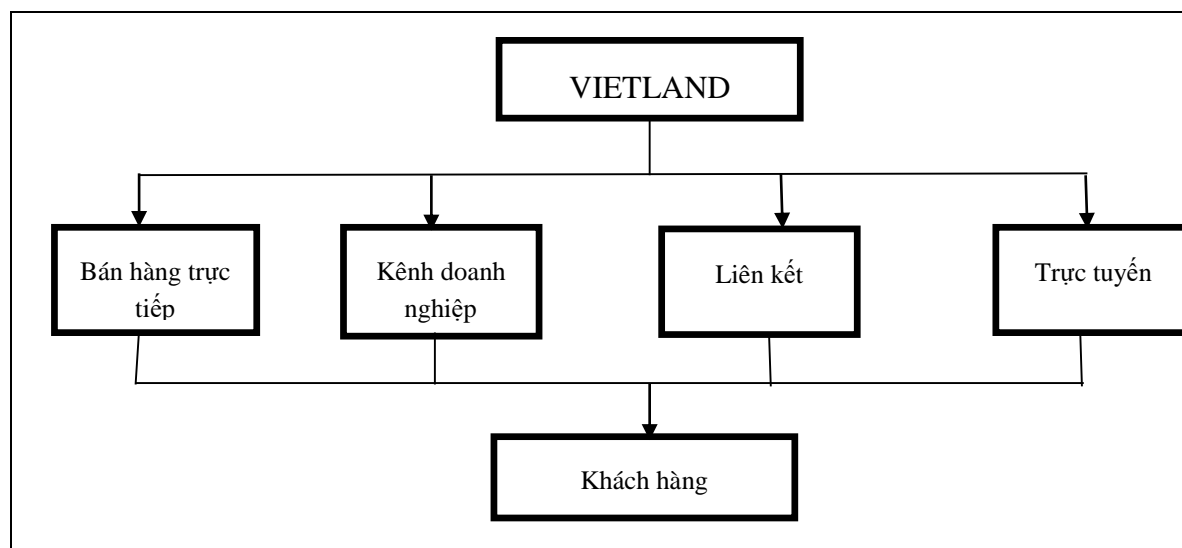 VIETLAND
Bán hàng trực
tiếp
Kênh doanh
nghiệp
Liên kết
Trực tuyến
Khách hàng